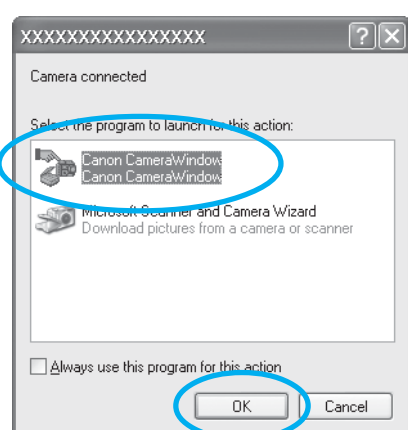 XXXXXXXXXXXXXXXX
Camera connected
Select the program to launch for this action:
Canon CameraWindow
Canon CameraWindow
Microsoft Scanner and Camera Wizard
Download pictures from a camera or scanner
Always use this program for this action
OK
Cancel